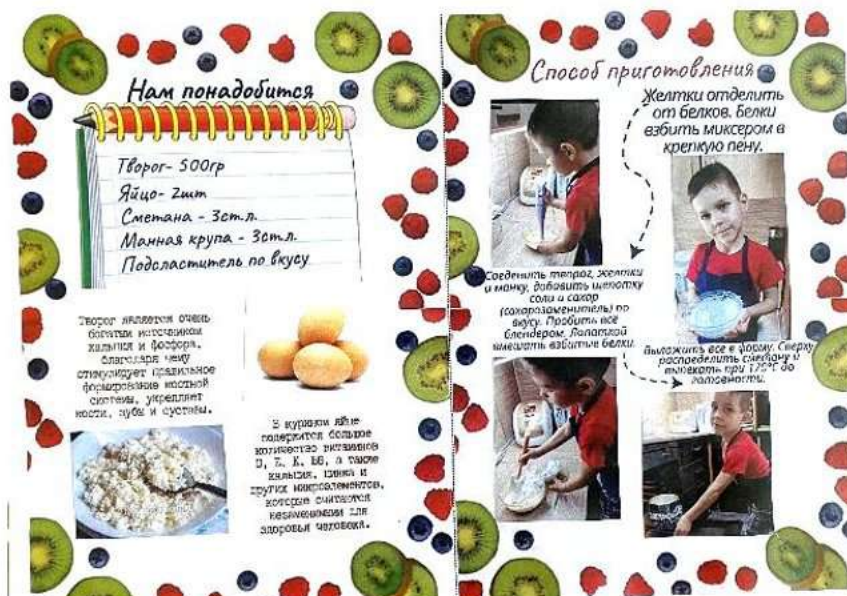 Нам понадобится
Творог- 500гр
Яйцо- 2шт
Сметана - 3ст.л.
Манная крупа - 3ст.л.
Подсластитель по вкусу
Творог является очень
богатым источником
кальция и фосфора,
благодаря чему
стимулирует правильное
формирование костной
системы, укрепляет
кости, зубы и суставы.
В курином яйце
содержится большое
количество витаминов
D, E, K, B6, а также
кальция, цинка и
других микроэлементов,
которые считаются
незаменимыми для
здоровья человека.
Способ приготовления
Желтки отделить
от белков. Белки
взбить миксером в
крепкую пену.
Соеденить творог, желтки
и манку, добавить щепотку
соли и сахар
(сахарозаменитель) по
вкусу. Пробить все
блендером. Лопаткой
вмешать взбитые белки.
Выложить все в форму. Сверху
распределить сметану и
выпекать при 175°C до
готовности.